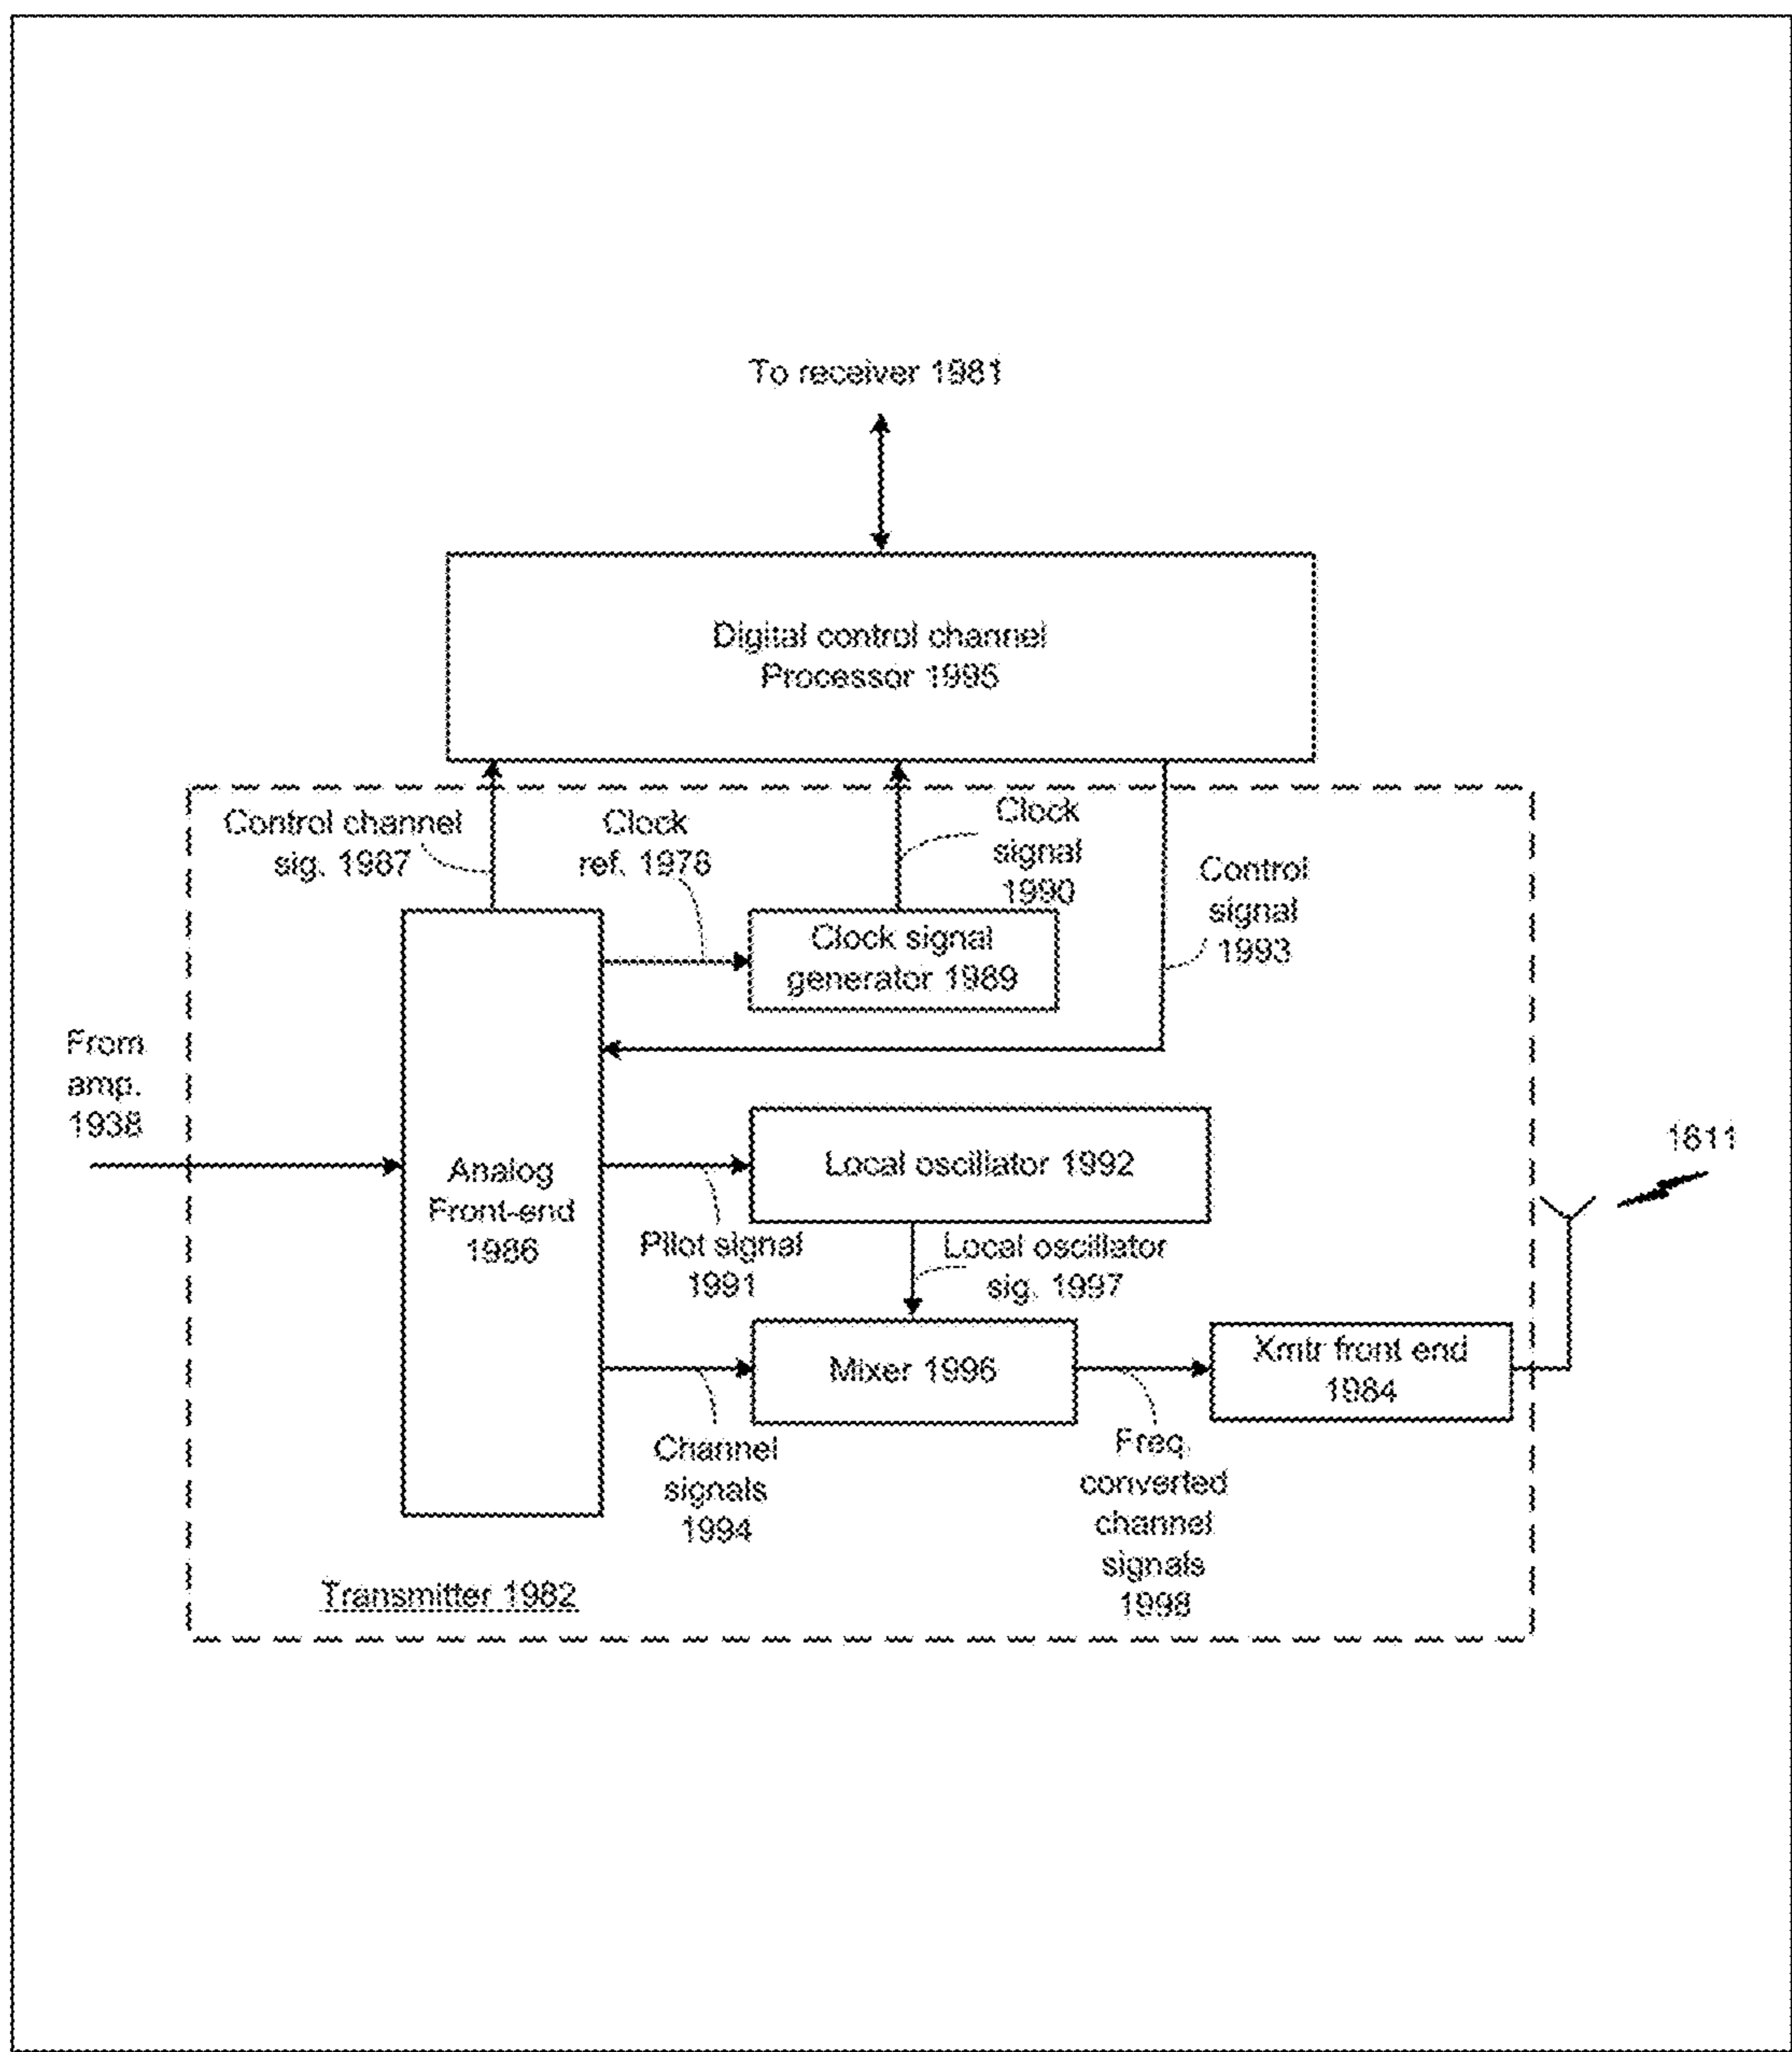 To receiver 1981
Digital control channel
Processor 1995
Control channel
sig. 1987
Clock
ref. 1978
Clock
signal
1990
Control
signal
1993
Clock signal
generator 1989
From
amp.
1938
Analog
Front-end
1986
Local oscillator 1992
1611
Pilot signal
1991
Local oscillator
sig. 1997
Mixer 1996
Xmtr front end
1984
Channel
signals
1994
Freq.
converted
channel
signals
1998
Transmitter 1982